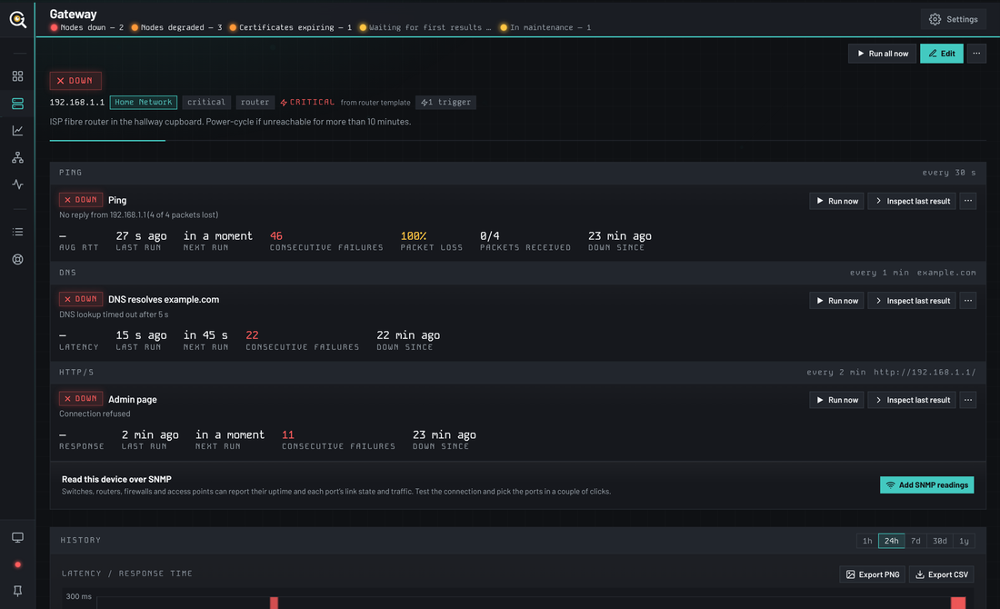 Gateway
Nodes down — 2 Nodes degraded — 3 Certificates expiring — 1 Waiting for first results … In maintenance — 1
Settings
Run all now Edit ...
× DOWN
192.168.1.1 Home Network critical router CRITICAL from router template 1 trigger
ISP fibre router in the hallway cupboard. Power-cycle if unreachable for more than 10 minutes.
PING every 30 s
× DOWN Ping Run now Inspect last result ...
No reply from 192.168.1.1 (4 of 4 packets lost)
— 27 s ago in a moment 46 100% 0/4 23 min ago
AVG RTT LAST RUN NEXT RUN CONSECUTIVE FAILURES PACKET LOSS PACKETS RECEIVED DOWN SINCE
DNS every 1 min example.com
× DOWN DNS resolves example.com Run now Inspect last result ...
DNS lookup timed out after 5 s
— 15 s ago in 45 s 22 22 min ago
LATENCY LAST RUN NEXT RUN CONSECUTIVE FAILURES DOWN SINCE
HTTP/S every 2 min http://192.168.1.1/
× DOWN Admin page Run now Inspect last result ...
Connection refused
— 2 min ago in a moment 11 23 min ago
RESPONSE LAST RUN NEXT RUN CONSECUTIVE FAILURES DOWN SINCE
Read this device over SNMP
Switches, routers, firewalls and access points can report their uptime and each port's link state and traffic. Test the connection and pick the ports in a couple of clicks.
Add SNMP readings
HISTORY 1h 24h 7d 30d 1y
LATENCY / RESPONSE TIME Export PNG Export CSV
300 ms